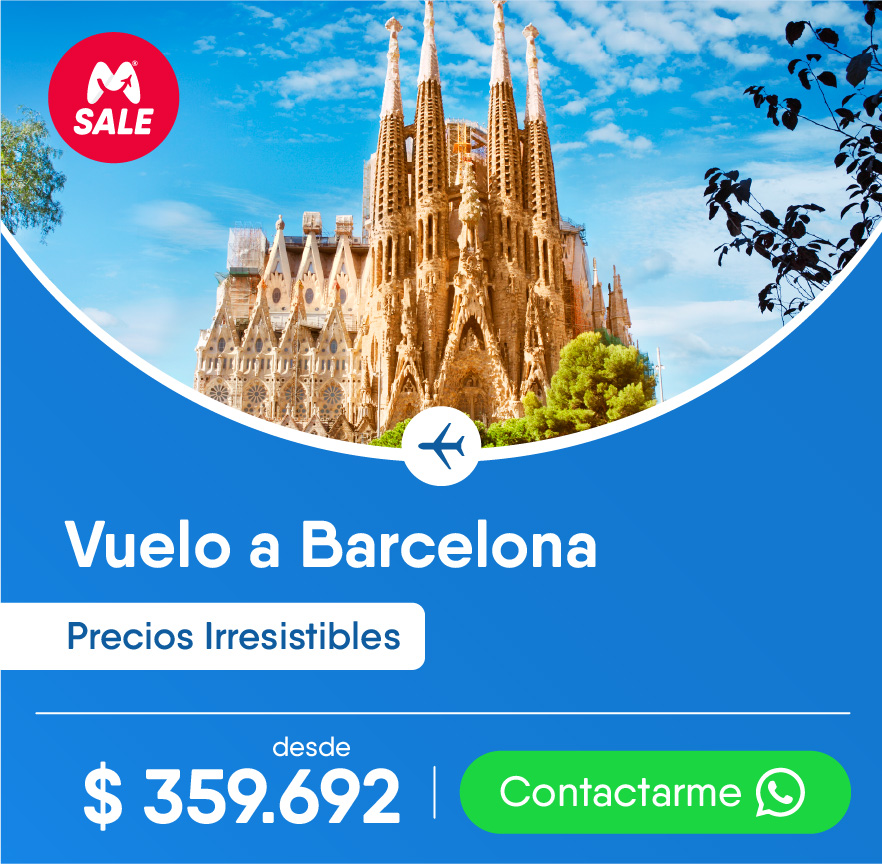 M®
SALE
Vuelo a Barcelona
Precios Irresistibles
desde
$ 359.692
Contactarme